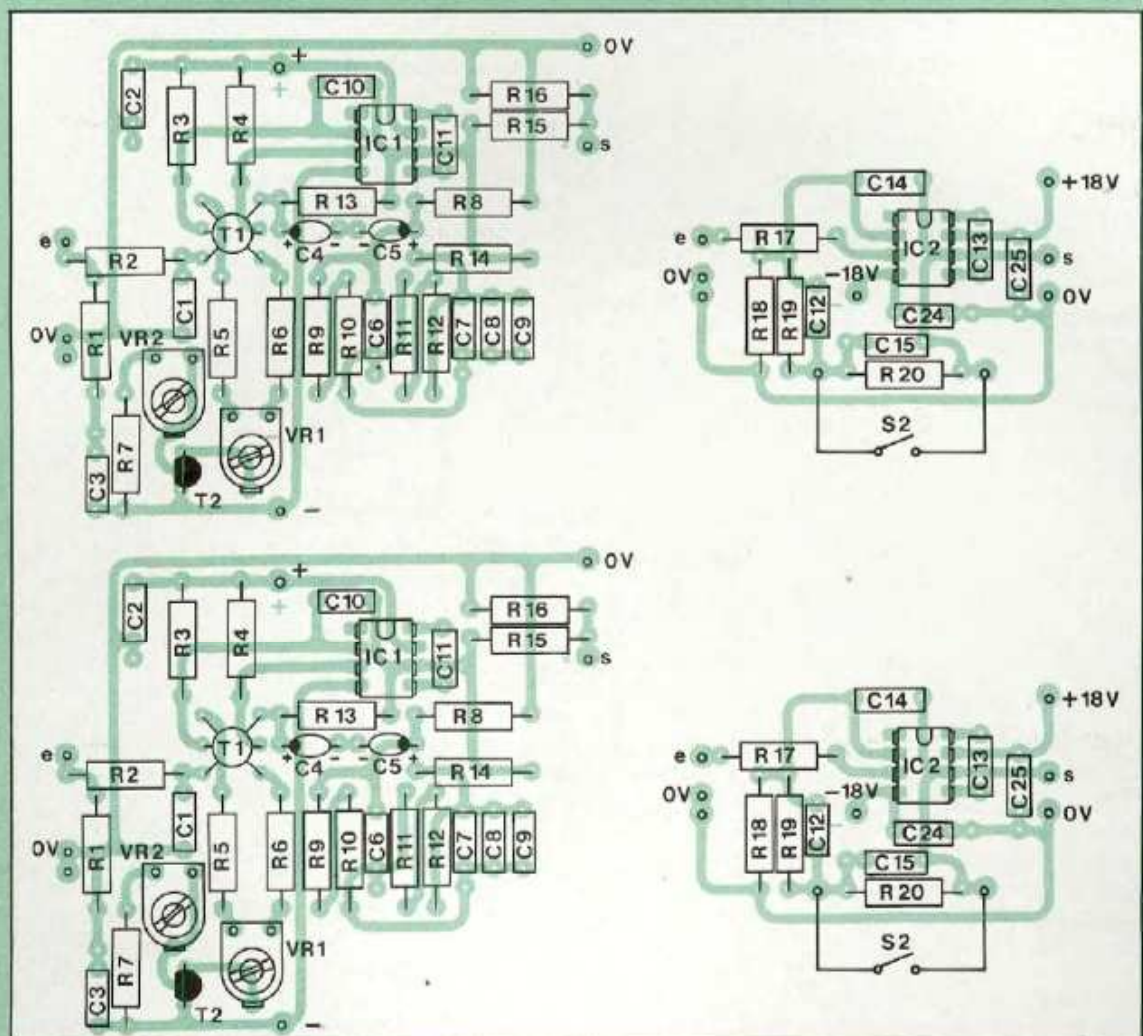 0V
+
C2
+
C10
R16
R3
R4
R15
IC1
C11
s
C14
+18V
R13
R8
T1
e
+ C4 - - C5 +
e
R17
IC2
C13
s
R2
R14
0V
-18V
C25
0V
C1
R18
R19
C12
C24
0V
R1
VR2
R5
R6
R9
R10
C6
R11
R12
C7
C8
C9
C15
R20
S2
R7
VR1
C3
T2
-
0V
+
C2
+
C10
R16
R3
R4
R15
IC1
C11
s
C14
+18V
R13
R8
T1
e
+ C4 - - C5 +
e
R17
IC2
C13
s
R2
R14
0V
-18V
C25
0V
C1
R18
R19
C12
C24
0V
R1
VR2
R5
R6
R9
R10
C6
R11
R12
C7
C8
C9
C15
R20
S2
R7
VR1
C3
T2
-